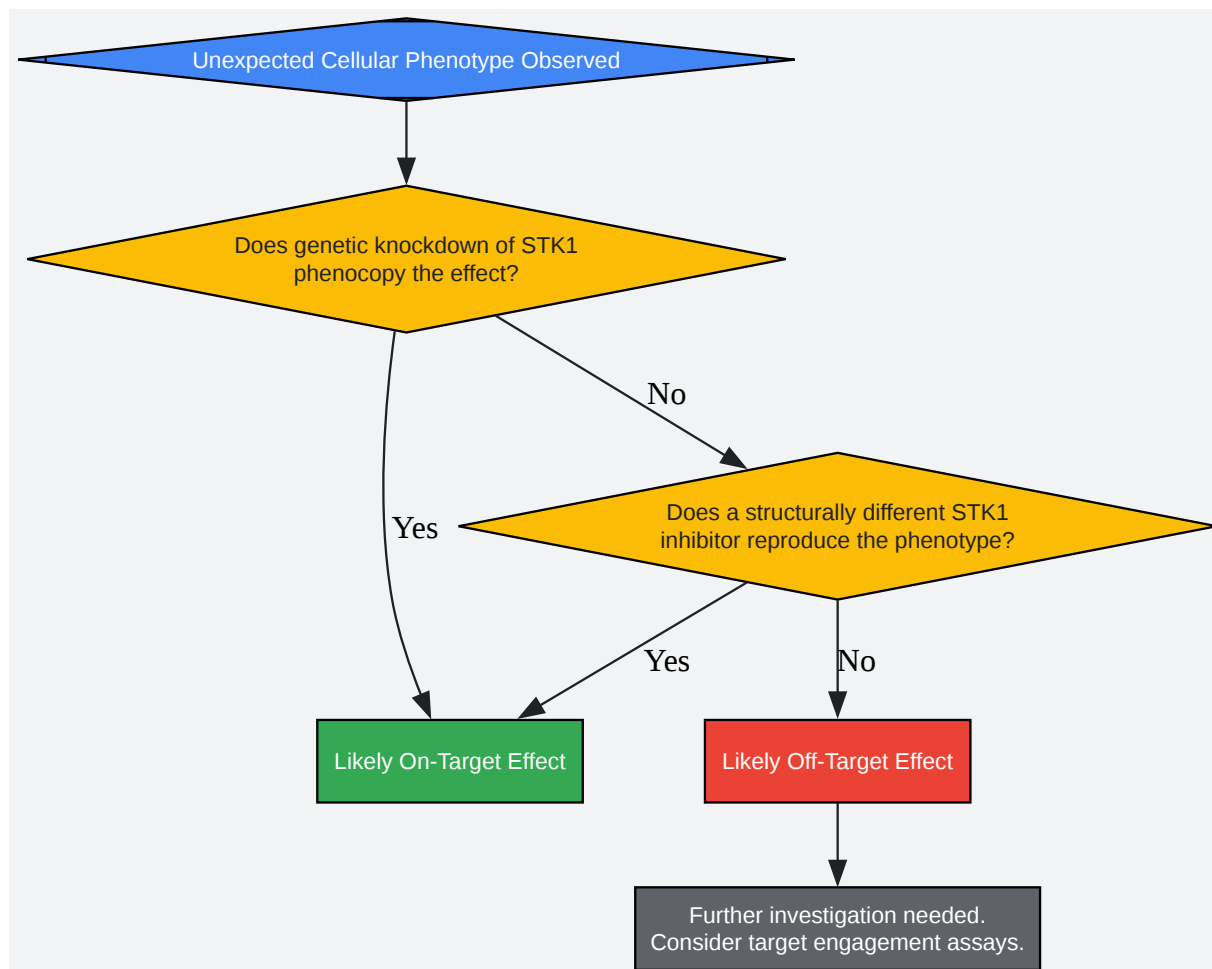 Unexpected Cellular Phenotype Observed
Does genetic knockdown of STK1
phenocopy the effect?
No
Yes
Does a structurally different STK1
inhibitor reproduce the phenotype?
Yes
No
Likely On-Target Effect
Likely Off-Target Effect
Further investigation needed.
Consider target engagement assays.